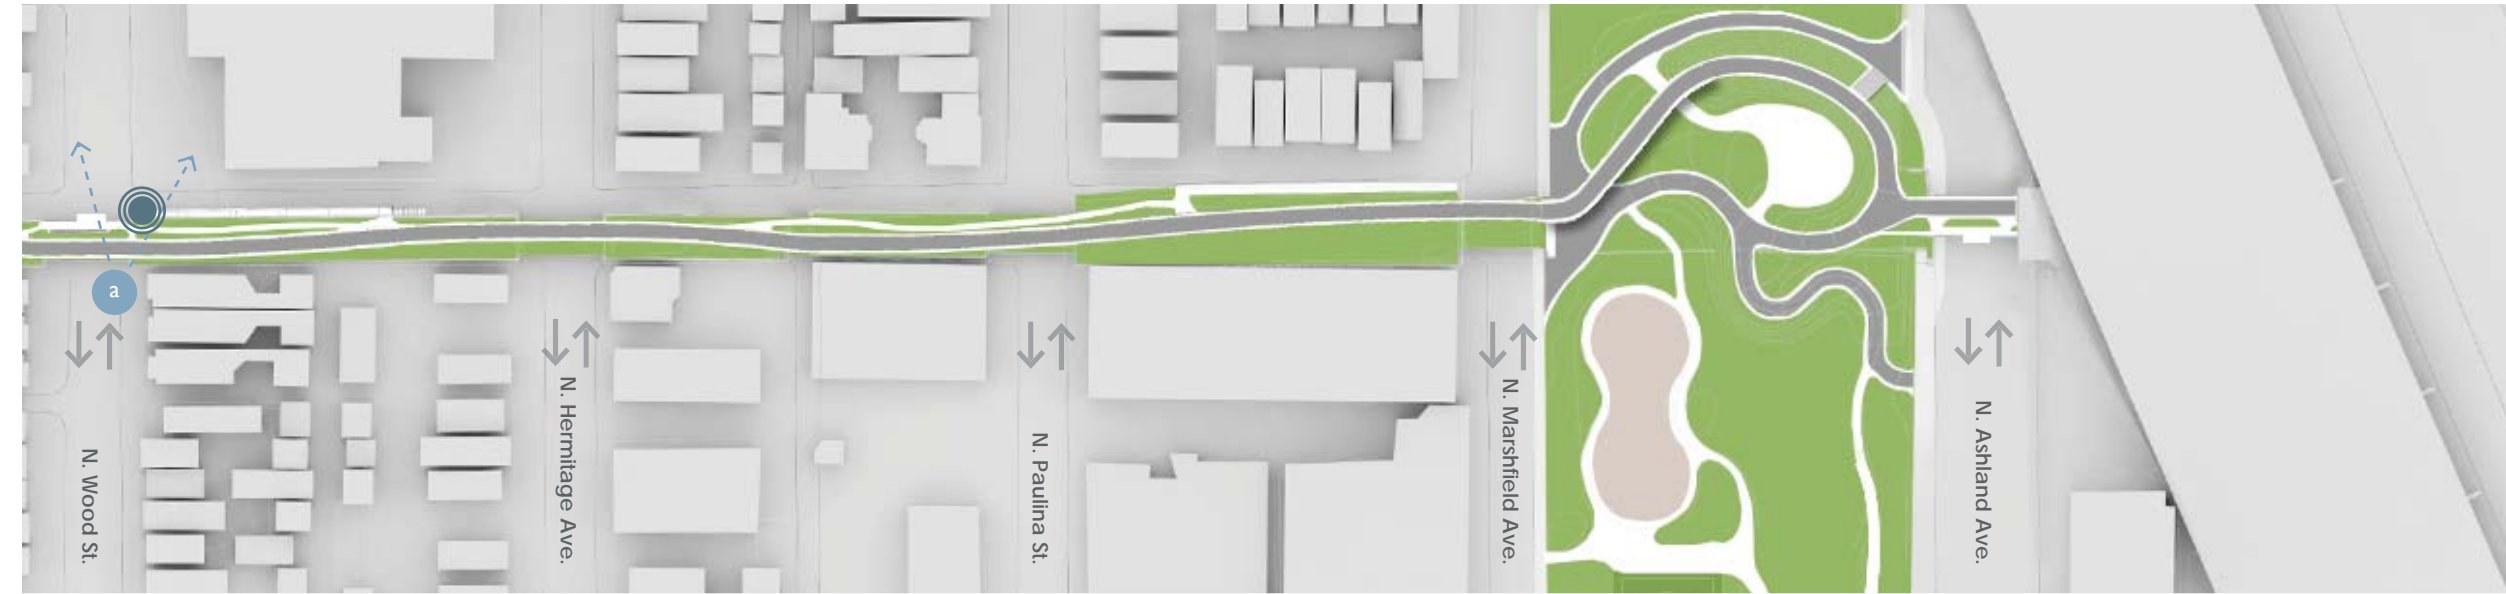 a
N. Wood St.
N. Hermitage Ave.
N. Paulina St.
N. Marshfield Ave.
N. Ashland Ave.